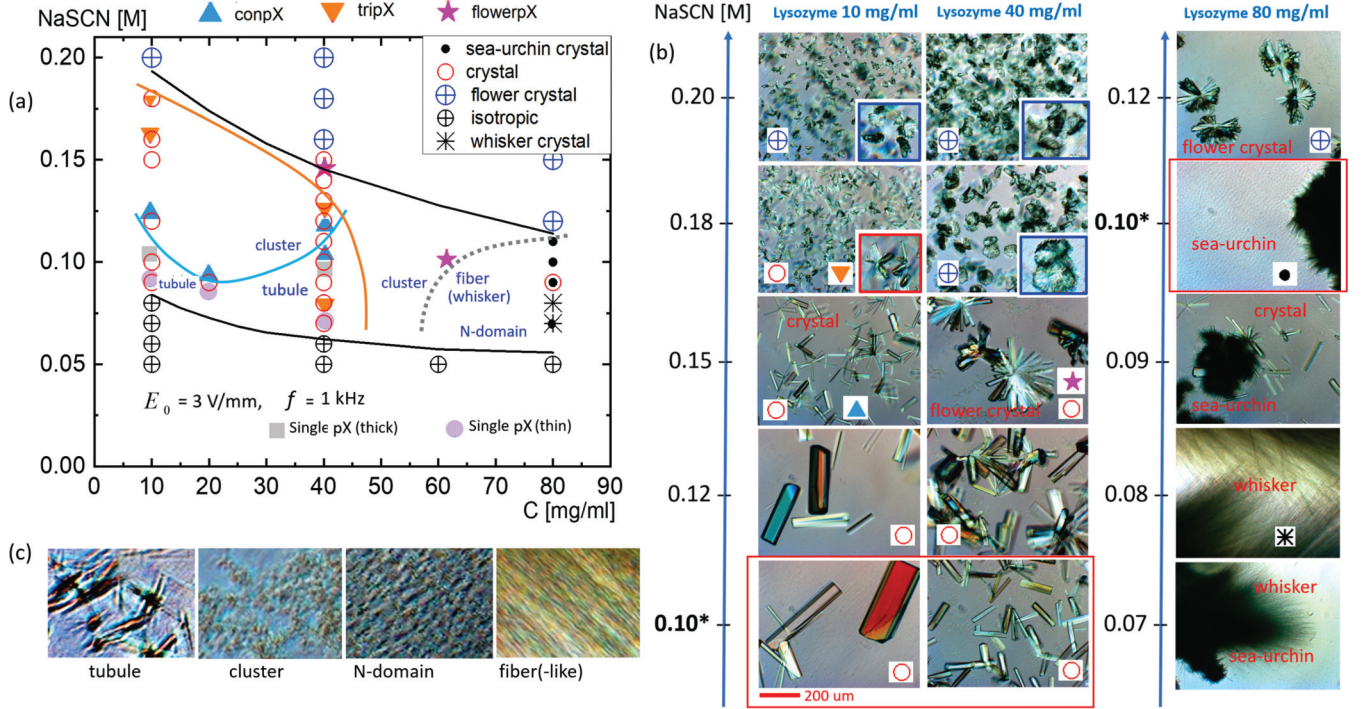 NaSCN [M]
conpX
tripX
flowerpX
(a)
0.20
0.15
0.10
0.05
0.00
sea-urchin crystal
crystal
flower crystal
isotropic
whisker crystal
cluster
tubule
tubule
cluster
fiber
(whisker)
N-domain
E₀ = 3 V/mm, f = 1 kHz
Single pX (thick)
Single pX (thin)
0 10 20 30 40 50 60 70 80 90
C [mg/ml]
(c)
tubule
cluster
N-domain
fiber(-like)
(b)
NaSCN [M]
Lysozyme 10 mg/ml
Lysozyme 40 mg/ml
Lysozyme 80 mg/ml
0.20
0.18
0.15
0.12
0.10*
crystal
flower crystal
200 um
0.12
0.10*
0.09
0.08
0.07
flower crystal
sea-urchin
sea-urchin
whisker
whisker
sea-urchin